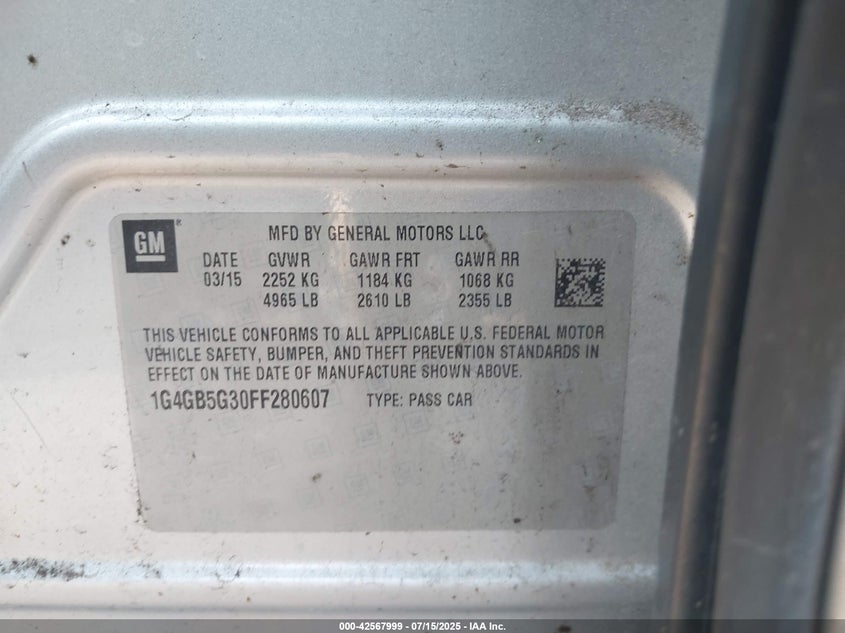 GM®
MFD BY GENERAL MOTORS LLC
DATE GVWR GAWR FRT GAWR RR
03/15 2252 KG 1184 KG 1068 KG
4965 LB 2610 LB 2355 LB
THIS VEHICLE CONFORMS TO ALL APPLICABLE U.S. FEDERAL MOTOR
VEHICLE SAFETY, BUMPER, AND THEFT PREVENTION STANDARDS IN
EFFECT ON THE DATE OF MANUFACTURE SHOWN ABOVE.
1G4GB5G30FF280607 TYPE: PASS CAR
000-42567999 | 07/15/2025 - IAA Inc.